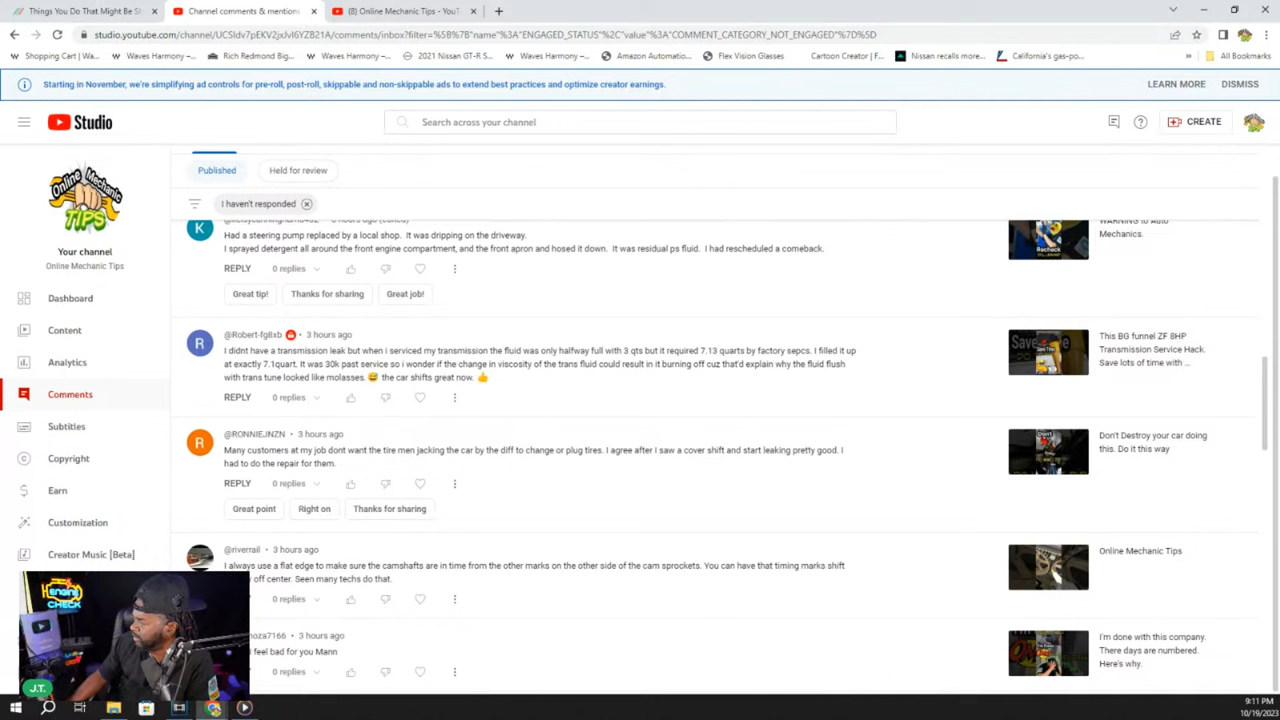 Things You Do That Might Be S
Channel comments & mention
(8) Online Mechanic Tips - YouT
studio.youtube.com/channel/UCSIdv7pEKV2jxJvI6YZB21A/comments/inbox?filter=%5B%7B"name"%3A"ENGAGED_STATUS"%2C"value"%3A"COMMENT_CATEGORY_NOT_ENGAGED"%7D%5D
Shopping Cart | Wa...
Waves Harmony –...
Rich Redmond Big...
Waves Harmony –...
2021 Nissan GT-R S...
Waves Harmony –...
Amazon Automatio...
Flex Vision Glasses
Cartoon Creator | F...
Nissan recalls more...
California's gas-po...
All Bookmarks
Starting in November, we're simplifying ad controls for pre-roll, post-roll, skippable and non-skippable ads to extend best practices and optimize creator earnings.
LEARN MORE
DISMISS
Studio
Search across your channel
CREATE
Online Mechanic
TIPS
Your channel
Online Mechanic Tips
Dashboard
Content
Analytics
Comments
Subtitles
Copyright
Earn
Customization
Creator Music [Beta]
Published
Held for review
I haven't responded
K
hours ago (edited)
Had a steering pump replaced by a local shop. It was dripping on the driveway.
I sprayed detergent all around the front engine compartment, and the front apron and hosed it down. It was residual ps fluid. I had rescheduled a comeback.
REPLY
0 replies
Great tip!
Thanks for sharing
Great job!
Recheck
WARNING to Auto
Mechanics.
R
@Robert-fg8xb • 3 hours ago
I didnt have a transmission leak but when i serviced my transmission the fluid was only halfway full with 3 qts but it required 7.13 quarts by factory sepcs. I filled it up
at exactly 7.1quart. It was 30k past service so i wonder if the change in viscosity of the trans fluid could result in it burning off cuz that'd explain why the fluid flush
with trans tune looked like molasses. 😅 the car shifts great now. 👍
REPLY
0 replies
This BG funnel ZF 8HP
Transmission Service Hack.
Save lots of time with ...
R
@RONNIEJNZN • 3 hours ago
Many customers at my job dont want the tire men jacking the car by the diff to change or plug tires. I agree after I saw a cover shift and start leaking pretty good. I
had to do the repair for them.
REPLY
0 replies
Great point
Right on
Thanks for sharing
Don't
Don't Destroy your car doing
this. Do it this way
@riverrail • 3 hours ago
I always use a flat edge to make sure the camshafts are in time from the other marks on the other side of the cam sprockets. You can have that timing marks shift
off center. Seen many techs do that.
0 replies
Online Mechanic Tips
noza7166 • 3 hours ago
I feel bad for you Mann
0 replies
I'm done with this company.
There days are numbered.
Here's why.
ENGINE
CHECK
J.T.
9:11 PM
10/19/2023